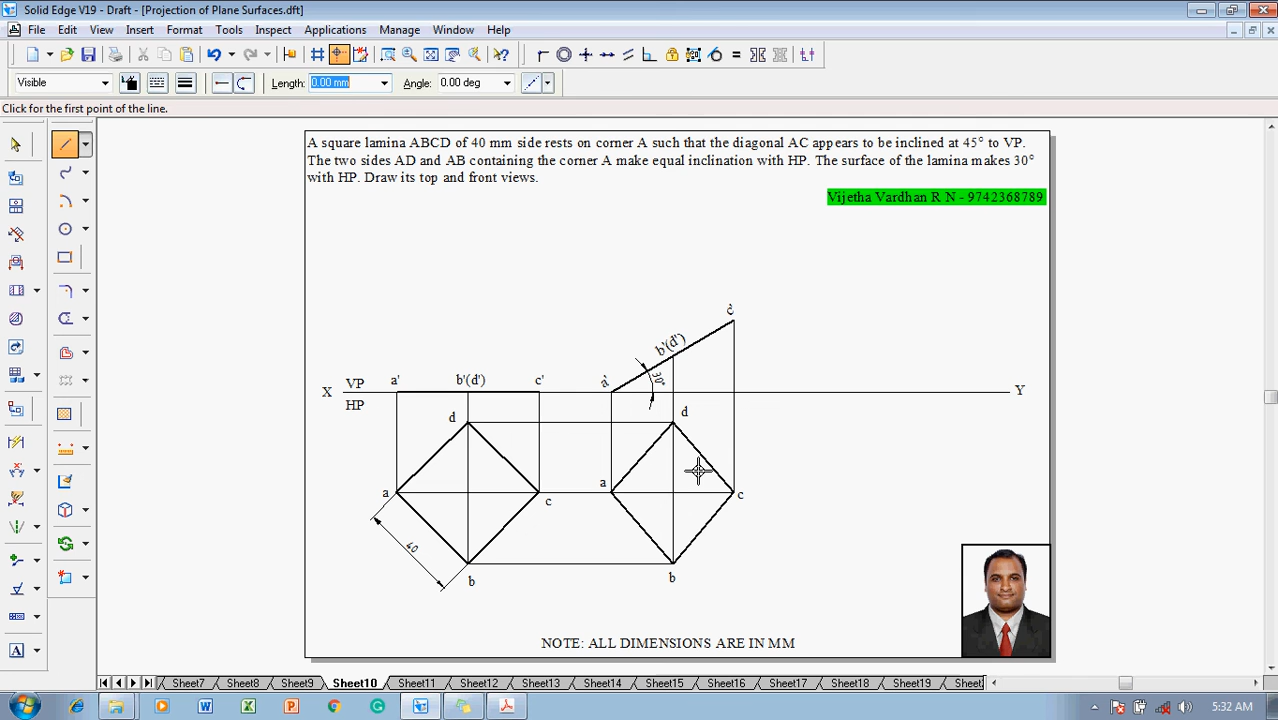 Solid Edge V19 - Draft - [Projection of Plane Surfaces.dft]
File Edit View Insert Format Tools Inspect Applications Manage Window Help
Visible Length: 0.00 mm Angle: 0.00 deg
Click for the first point of the line.
A square lamina ABCD of 40 mm side rests on corner A such that the diagonal AC appears to be inclined at 45° to VP.
The two sides AD and AB containing the corner A make equal inclination with HP. The surface of the lamina makes 30°
with HP. Draw its top and front views.
Vijetha Vardhan R N - 9742368789
c'
b'(d')
a' b'(d') c' a' 30°
X VP Y
HP
d d
a c a c
40
b b
NOTE: ALL DIMENSIONS ARE IN MM
Sheet7 Sheet8 Sheet9 Sheet10 Sheet11 Sheet12 Sheet13 Sheet14 Sheet15 Sheet16 Sheet17 Sheet18 Sheet19 Sheet
5:32 AM